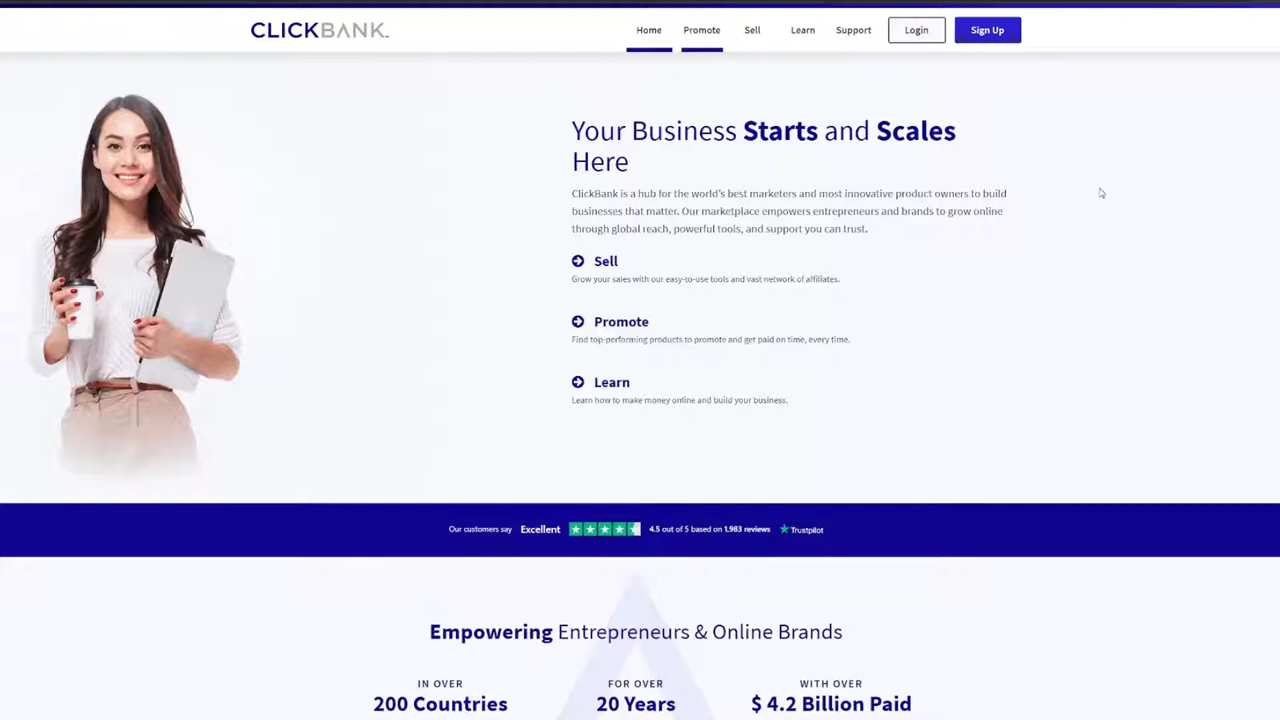 CLICKBANK.
Home Promote Sell Learn Support Login Sign Up
Your Business Starts and Scales
Here
ClickBank is a hub for the world's best marketers and most innovative product owners to build
businesses that matter. Our marketplace empowers entrepreneurs and brands to grow online
through global reach, powerful tools, and support you can trust.
Sell
Grow your sales with our easy-to-use tools and vast network of affiliates.
Promote
Find top-performing products to promote and get paid on time, every time.
Learn
Learn how to make money online and build your business.
Our customers say Excellent 4.5 out of 5 based on 1,983 reviews Trustpilot
Empowering Entrepreneurs & Online Brands
IN OVER FOR OVER WITH OVER
200 Countries 20 Years $ 4.2 Billion Paid